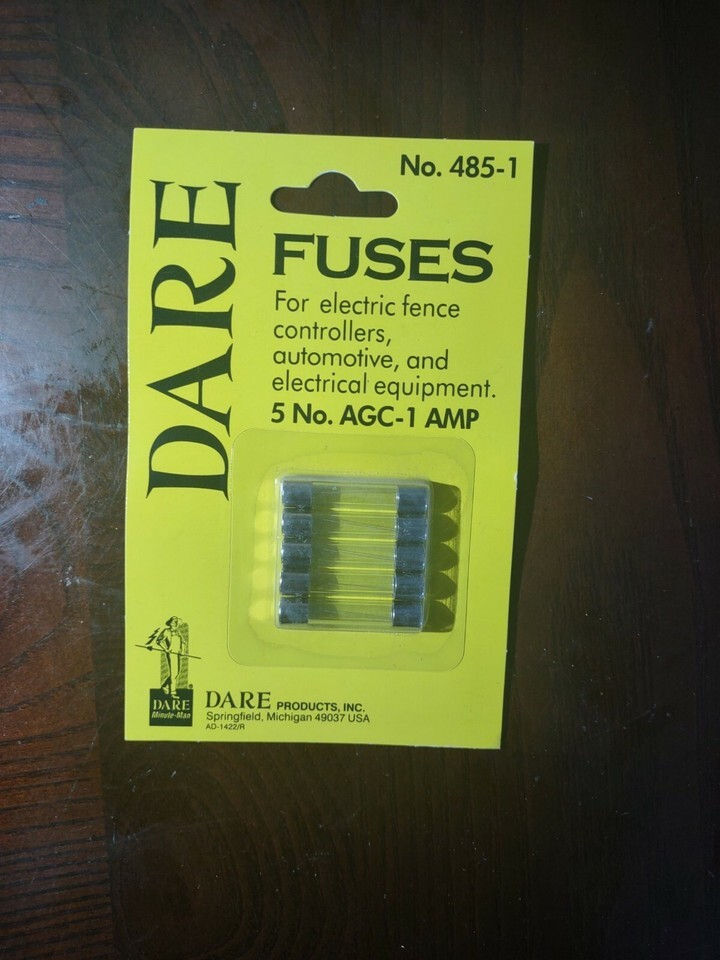 No. 485-1
DARE
FUSES
For electric fence
controllers,
automotive, and
electrical equipment.
5 No. AGC-1 AMP
DARE
Minute-Man
®
DARE PRODUCTS, INC.
Springfield, Michigan 49037 USA
AD-1422/R